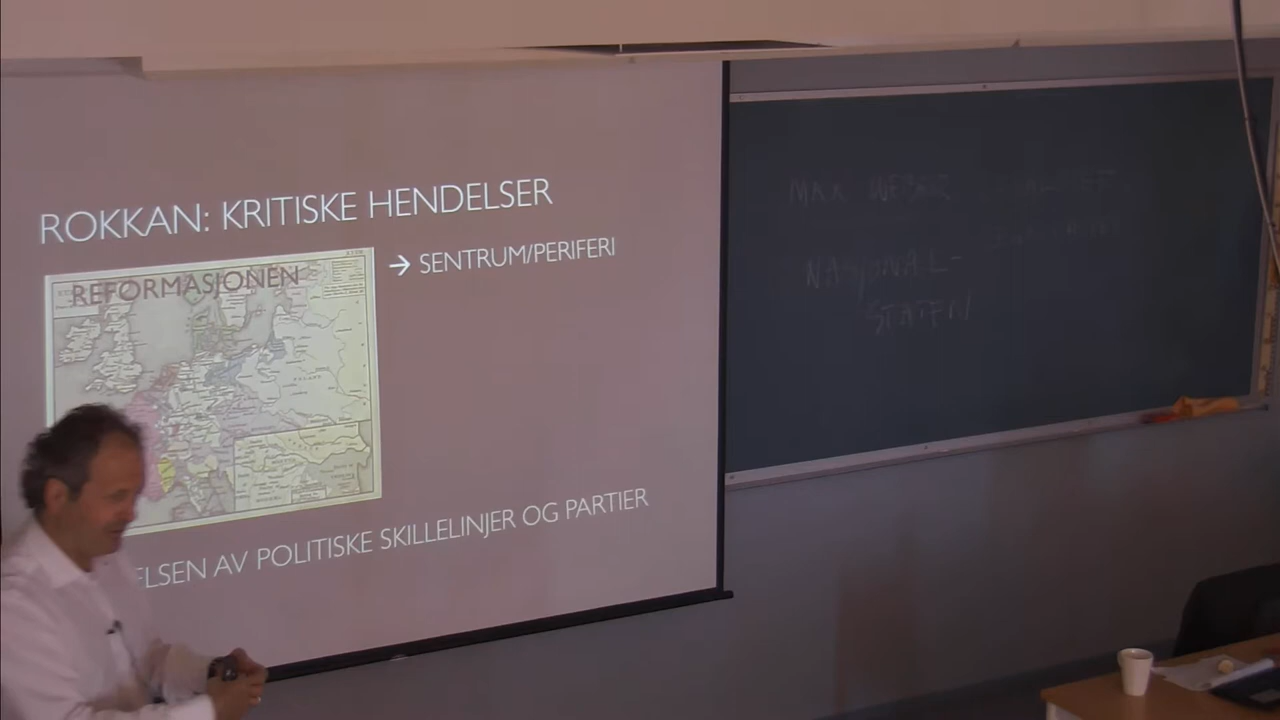 ROKKAN: KRITISKE HENDELSER
REFORMASJONEN
→ SENTRUM/PERIFERI
ELSEN AV POLITISKE SKILLELINJER OG PARTIER
MAX WEBER
NASJONAL-
STATEN